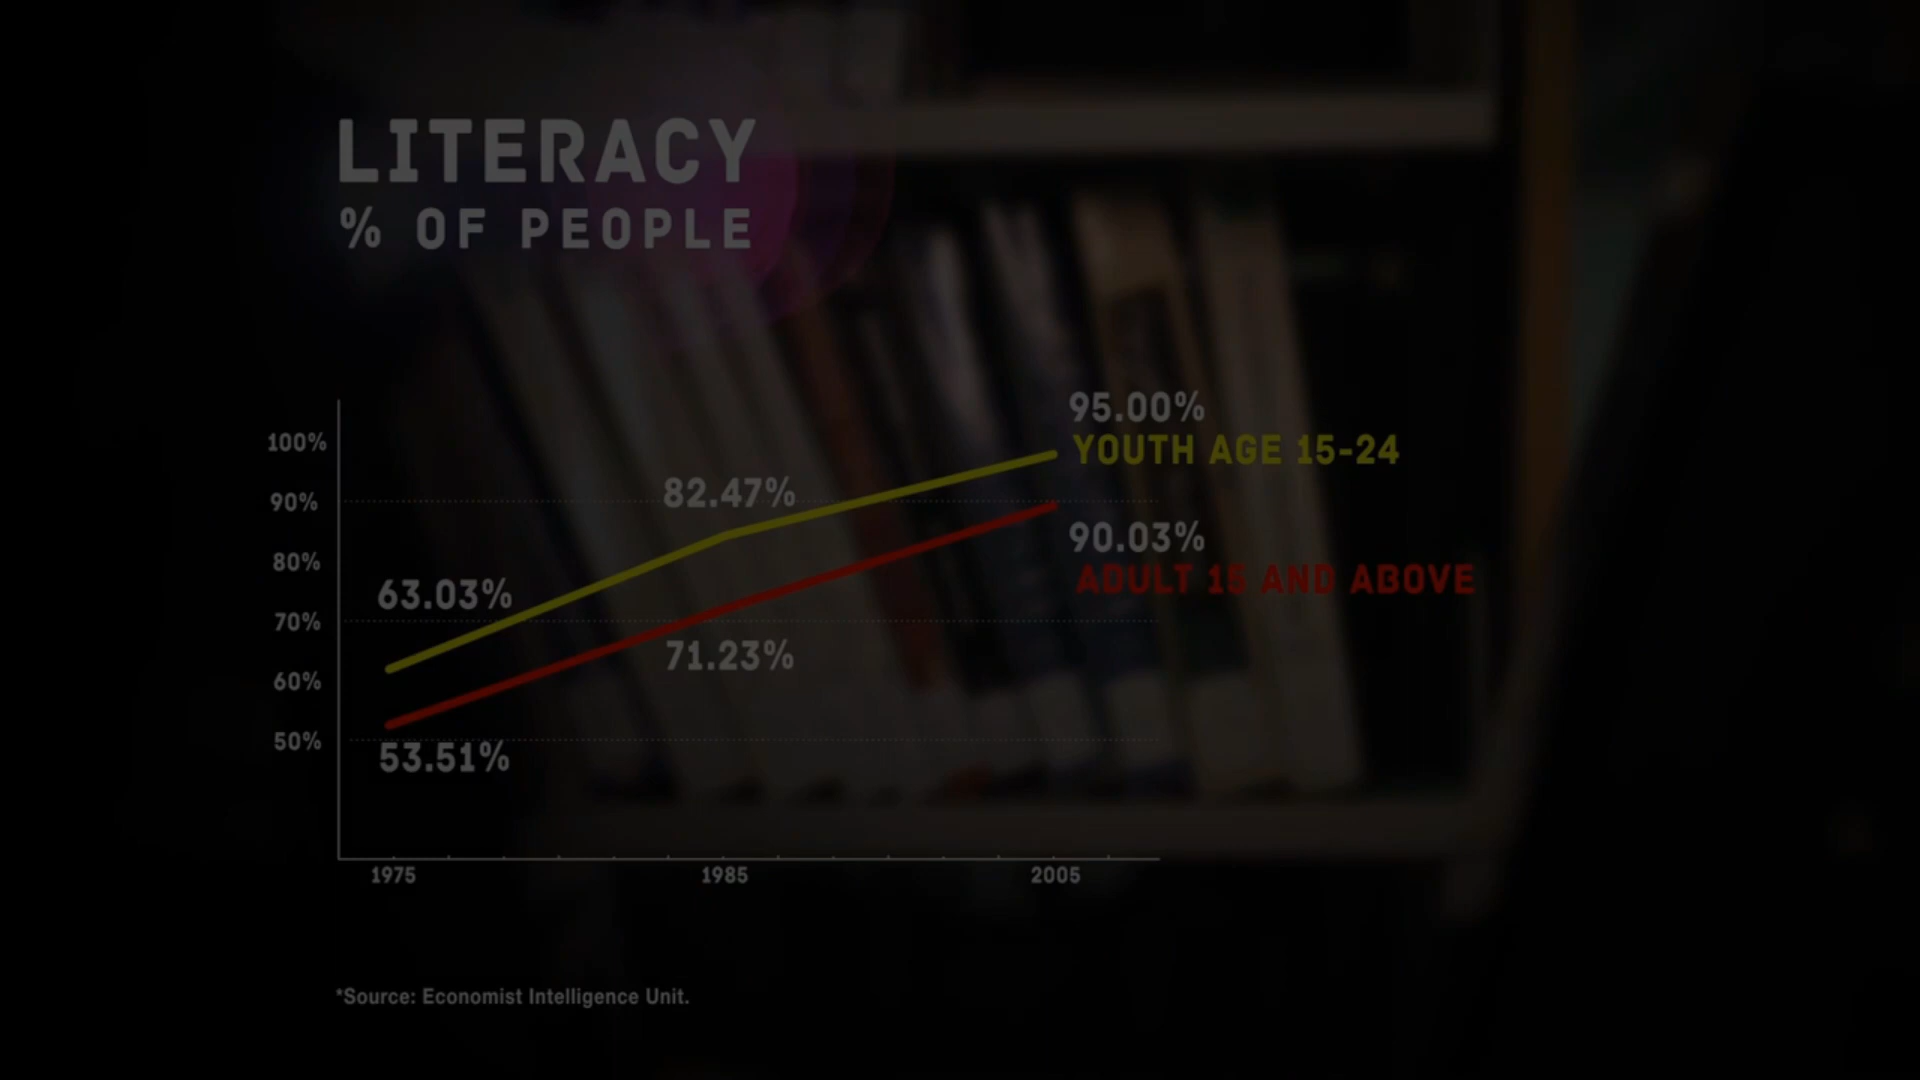 LITERACY
% OF PEOPLE
95.00%
YOUTH AGE 15-24
100%
82.47%
90%
90.03%
80%
ADULT 15 AND ABOVE
63.03%
70%
71.23%
60%
50%
53.51%
1975 1985 2005
*Source: Economist Intelligence Unit.